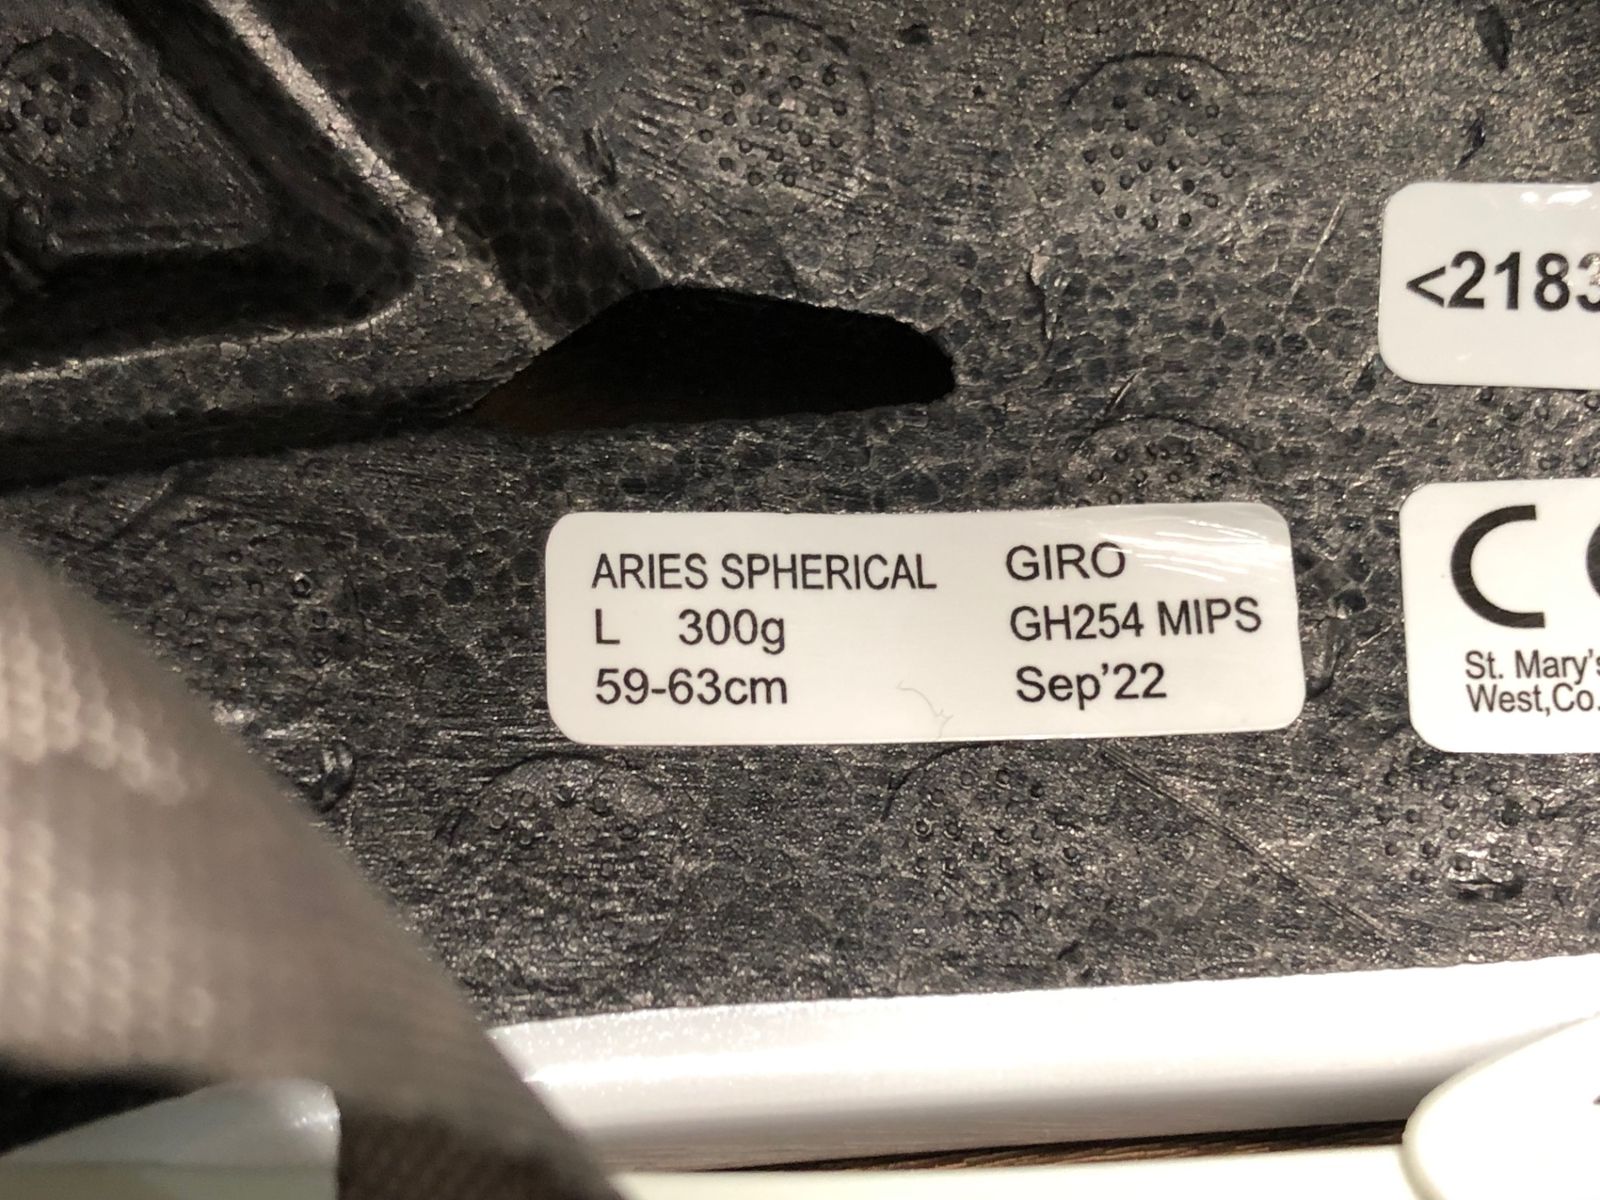 <2183
ARIES SPHERICAL GIRO
L 300g GH254 MIPS
59-63cm Sep'22
C
St. Mary's
West,Co.